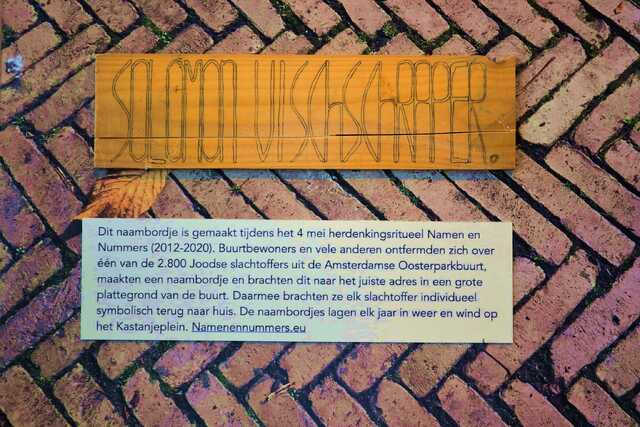 SOLOMON VISCHSCHRAPER.
Dit naambordje is gemaakt tijdens het 4 mei herdenkingsritueel Namen en
Nummers (2012-2020). Buurtbewoners en vele anderen ontfermden zich over
één van de 2.800 Joodse slachtoffers uit de Amsterdamse Oosterparkbuurt,
maakten een naambordje en brachten dit naar het juiste adres in een grote
plattegrond van de buurt. Daarmee brachten ze elk slachtoffer individueel
symbolisch terug naar huis. De naambordjes lagen elk jaar in weer en wind op
het Kastanjeplein. Namenennummers.eu